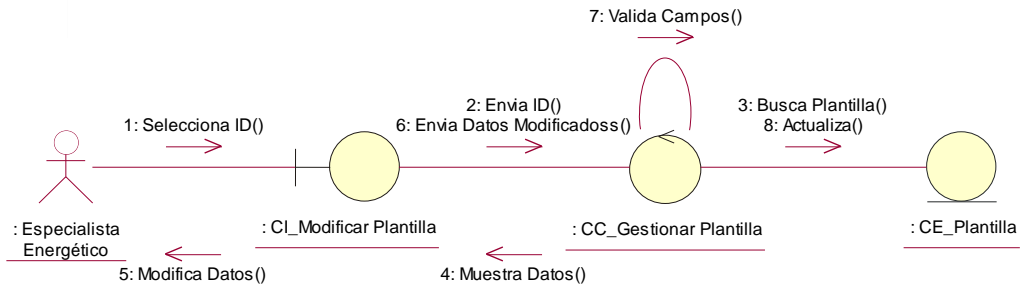 7: Valida Campos()
2: Envia ID()
6: Envia Datos Modificadoss()
3: Busca Plantilla()
8: Actualiza()
1: Selecciona ID()
: Especialista
Energético
: CI_Modificar Plantilla
: CC_Gestionar Plantilla
: CE_Plantilla
5: Modifica Datos()
4: Muestra Datos()